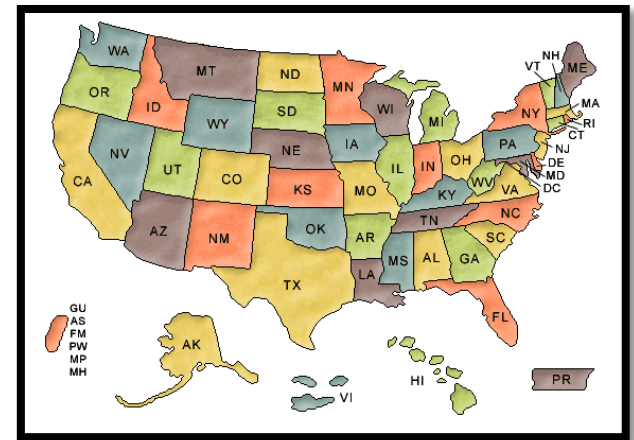 WA
MT
ND
MN
VT
NH
ME
OR
ID
SD
WI
MI
NY
MA
RI
CT
WY
IA
PA
NJ
NV
NE
IL
IN
OH
DE
MD
DC
UT
CO
KS
MO
KY
WV
VA
CA
AZ
NM
OK
AR
TN
NC
SC
TX
LA
MS
AL
GA
FL
GU
AS
FM
PW
MP
MH
AK
VI
HI
PR